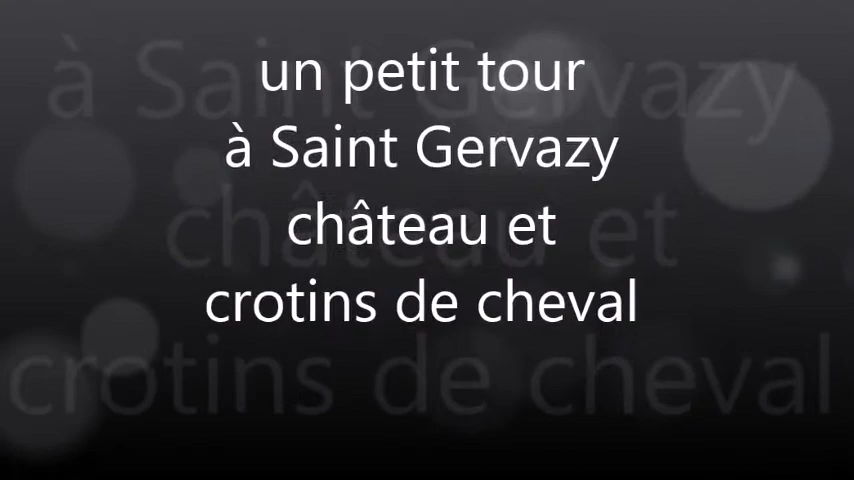 un petit tour
à Saint Gervazy
château et
crotins de cheval